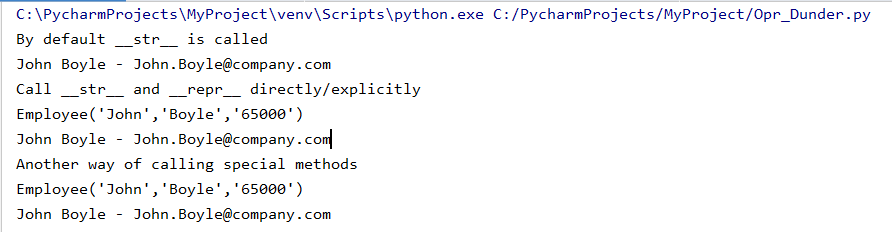 C:\PycharmProjects\MyProject\venv\Scripts\python.exe C:/PycharmProjects/MyProject/Opr_Dunder.py
By default __str__ is called
John Boyle - John.Boyle@company.com
Call __str__ and __repr__ directly/explicitly
Employee('John','Boyle','65000')
John Boyle - John.Boyle@company.com
Another way of calling special methods
Employee('John','Boyle','65000')
John Boyle - John.Boyle@company.com